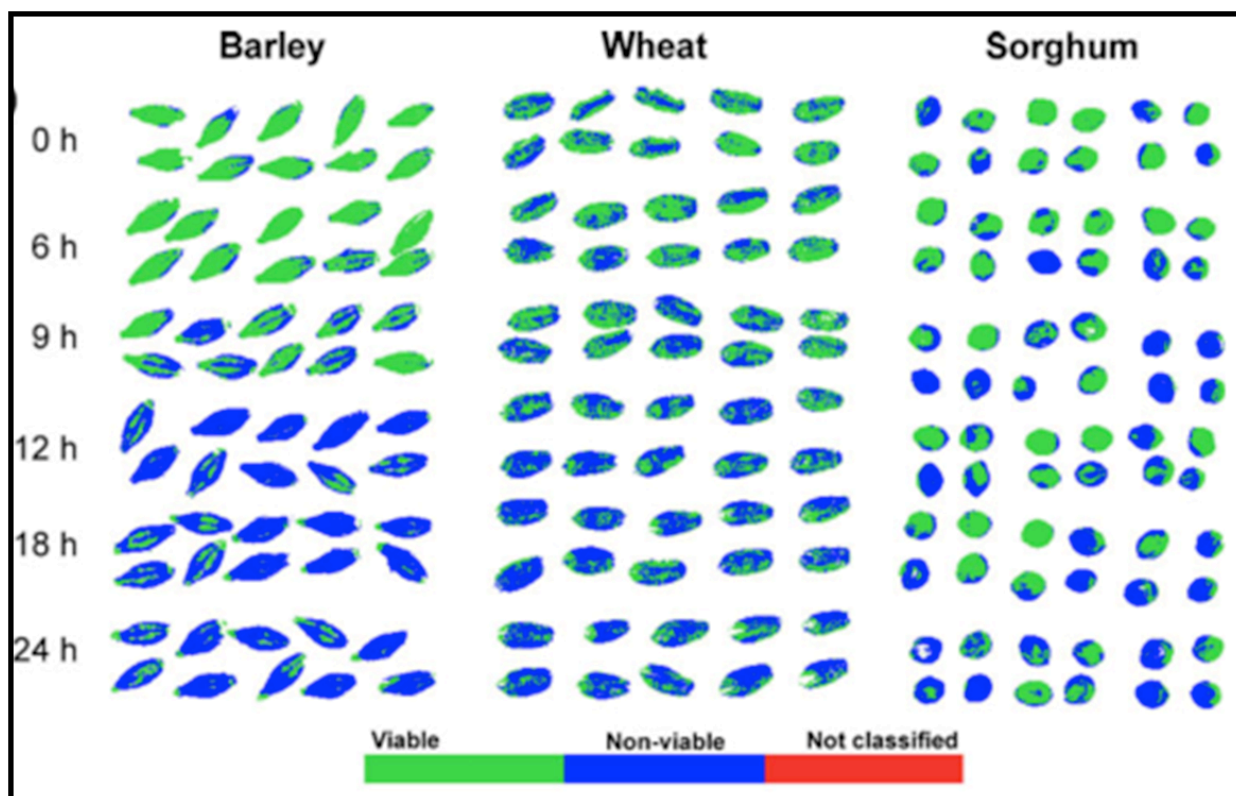 Barley Wheat Sorghum
0 h
6 h
9 h
12 h
18 h
24 h
Viable Non-viable Not classified